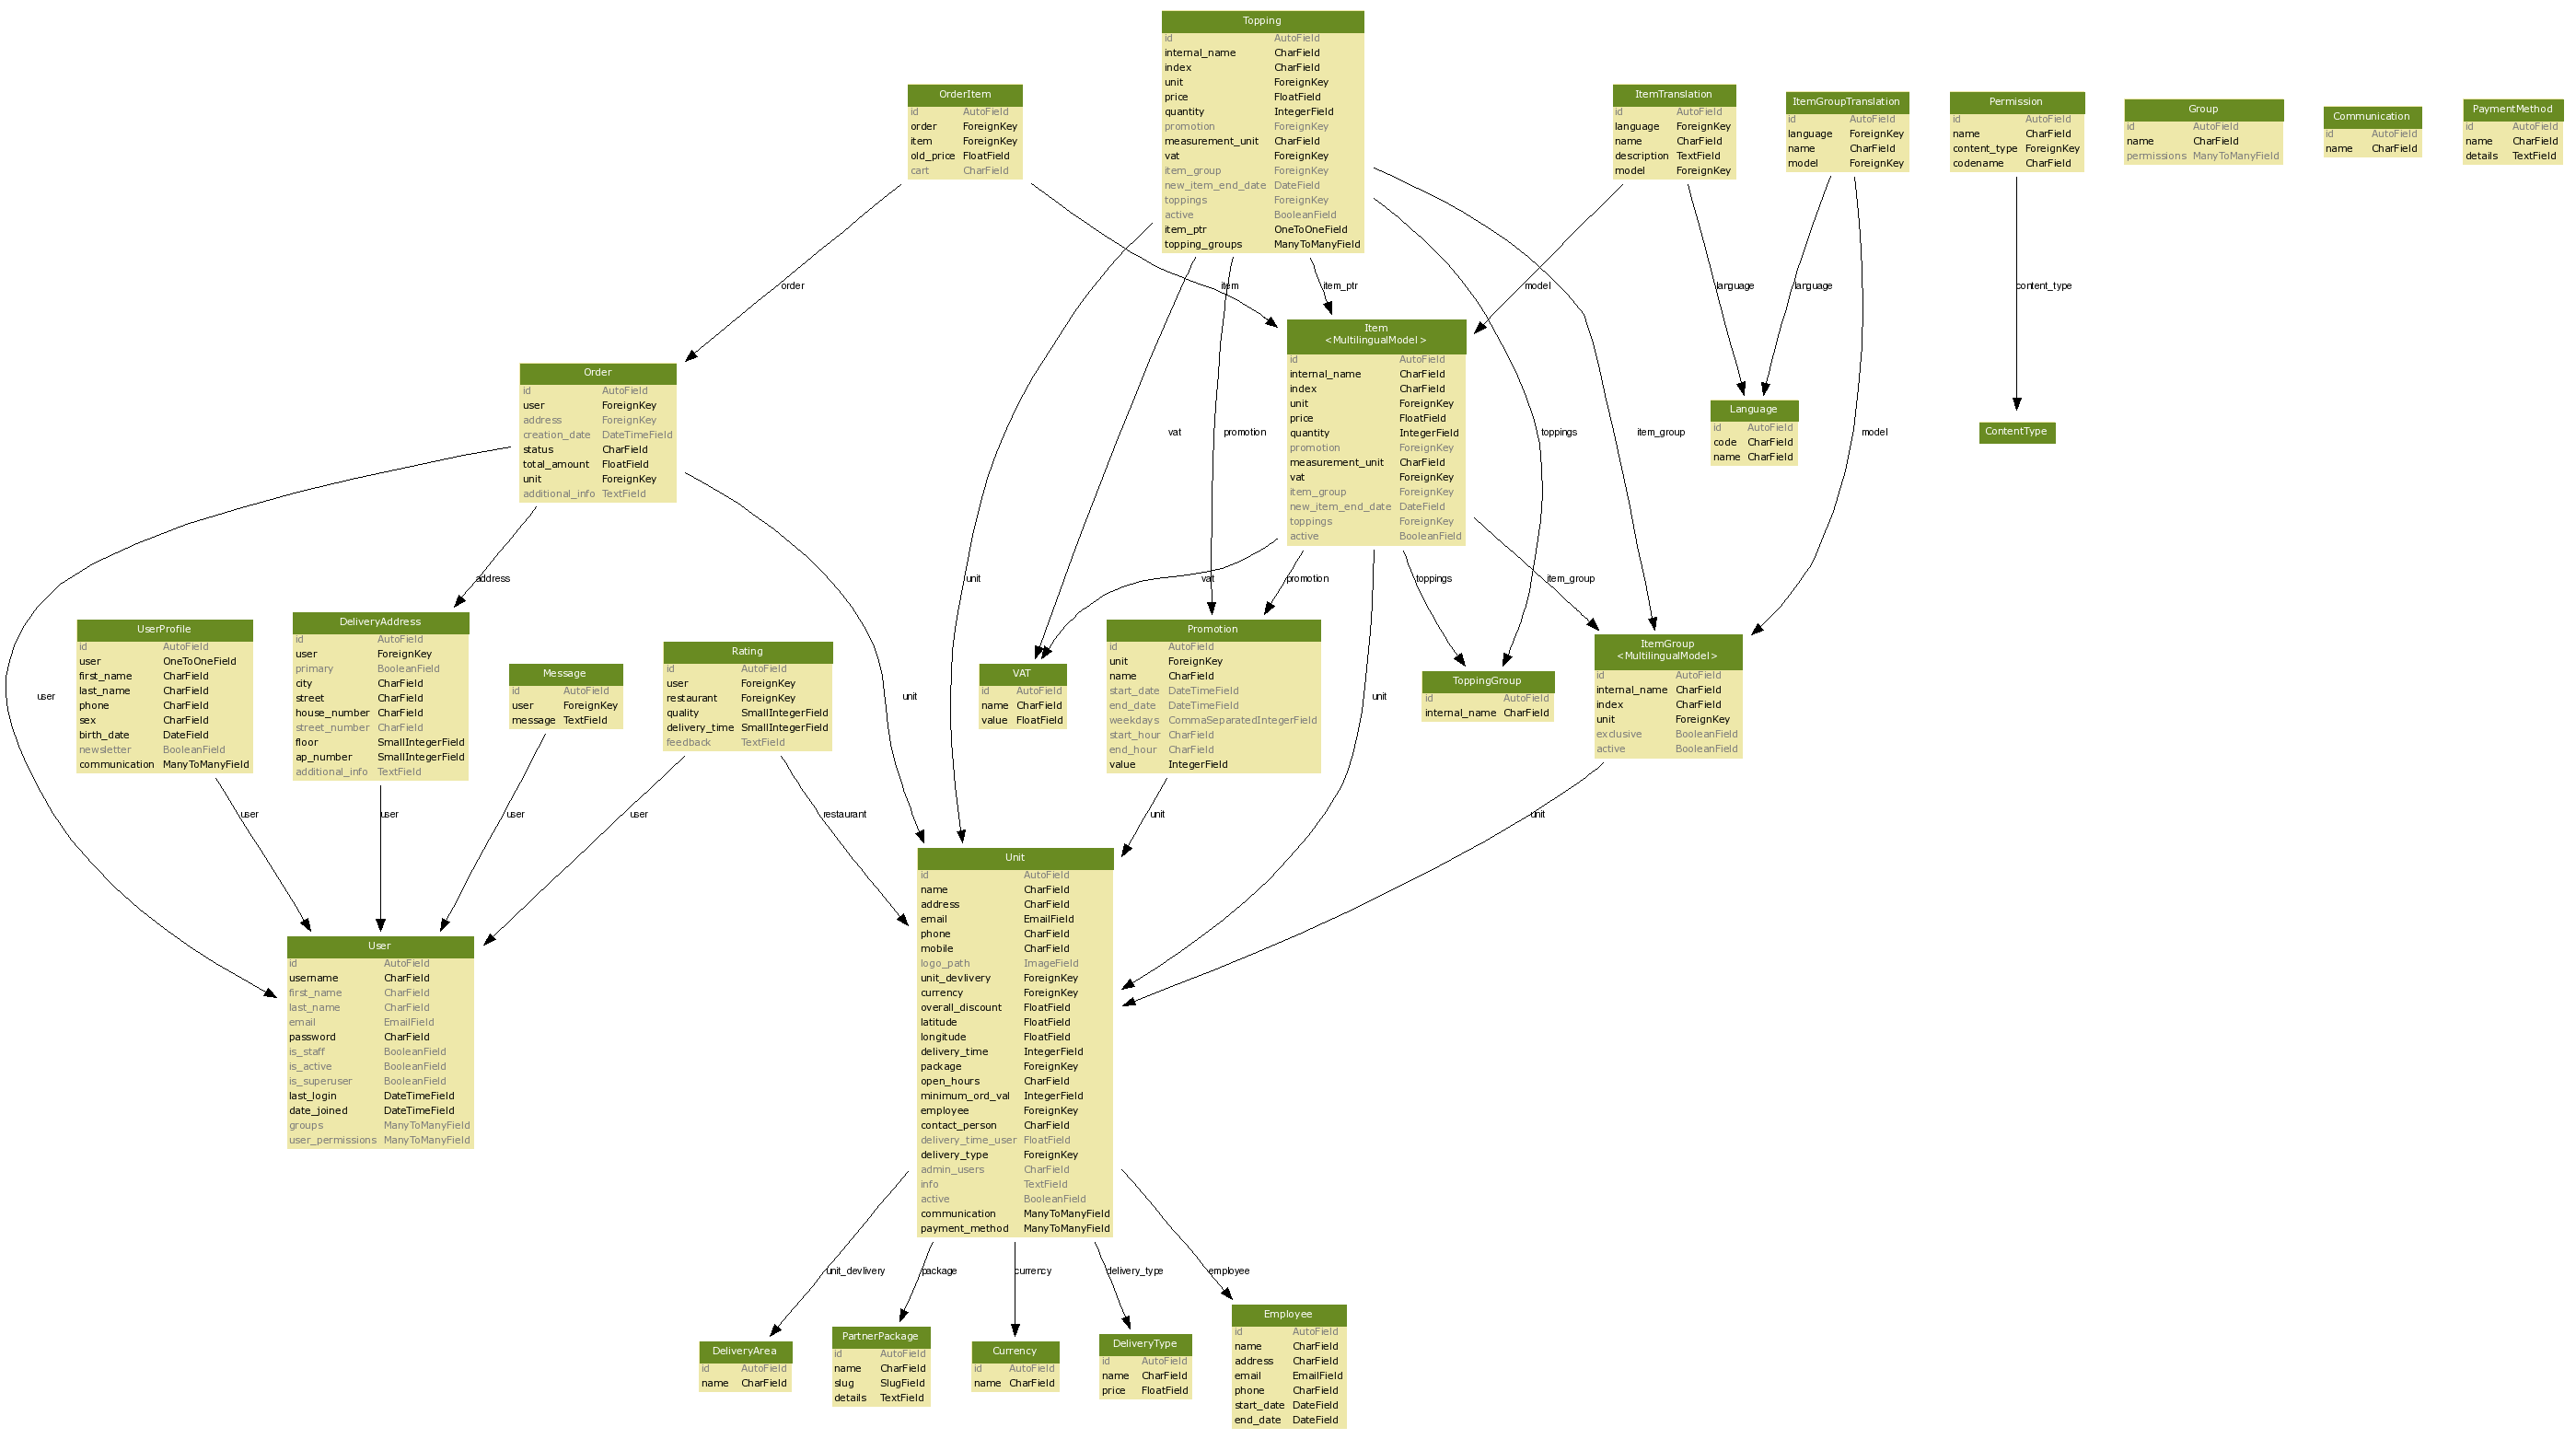 Topping
id AutoField
internal_name CharField
index CharField
unit ForeignKey
price FloatField
quantity IntegerField
promotion ForeignKey
measurement_unit CharField
vat ForeignKey
item_group ForeignKey
new_item_end_date DateField
toppings ForeignKey
active BooleanField
item_ptr OneToOneField
topping_groups ManyToManyField
OrderItem
id AutoField
order ForeignKey
item ForeignKey
old_price FloatField
cart CharField
ItemTranslation
id AutoField
language ForeignKey
name CharField
description TextField
model ForeignKey
ItemGroupTranslation
id AutoField
language ForeignKey
name CharField
model ForeignKey
Permission
id AutoField
name CharField
content_type ForeignKey
codename CharField
Group
id AutoField
name CharField
permissions ManyToManyField
Communication
id AutoField
name CharField
PaymentMethod
id AutoField
name CharField
details TextField
order
item
item_ptr
model
language
language
content_type
Item
<MultilingualModel>
id AutoField
internal_name CharField
index CharField
unit ForeignKey
price FloatField
quantity IntegerField
promotion ForeignKey
measurement_unit CharField
vat ForeignKey
item_group ForeignKey
new_item_end_date DateField
toppings ForeignKey
active BooleanField
Order
id AutoField
user ForeignKey
address ForeignKey
creation_date DateTimeField
status CharField
total_amount FloatField
unit ForeignKey
additional_info TextField
Language
id AutoField
code CharField
name CharField
ContentType
vat
promotion
toppings
item_group
model
address
unit
vat
promotion
toppings
item_group
UserProfile
id AutoField
user OneToOneField
first_name CharField
last_name CharField
phone CharField
sex CharField
birth_date DateField
newsletter BooleanField
communication ManyToManyField
DeliveryAddress
id AutoField
user ForeignKey
primary BooleanField
city CharField
street CharField
house_number CharField
street_number CharField
floor SmallIntegerField
ap_number SmallIntegerField
additional_info TextField
Message
id AutoField
user ForeignKey
message TextField
Rating
id AutoField
user ForeignKey
restaurant ForeignKey
quality SmallIntegerField
delivery_time SmallIntegerField
feedback TextField
VAT
id AutoField
name CharField
value FloatField
Promotion
id AutoField
unit ForeignKey
name CharField
start_date DateTimeField
end_date DateTimeField
weekdays CommaSeparatedIntegerField
start_hour CharField
end_hour CharField
value IntegerField
ToppingGroup
id AutoField
internal_name CharField
ItemGroup
<MultilingualModel>
id AutoField
internal_name CharField
index CharField
unit ForeignKey
exclusive BooleanField
active BooleanField
user
unit
unit
user
user
user
user
restaurant
unit
unit
Unit
id AutoField
name CharField
address CharField
email EmailField
phone CharField
mobile CharField
logo_path ImageField
unit_devlivery ForeignKey
currency ForeignKey
overall_discount FloatField
latitude FloatField
longitude FloatField
delivery_time IntegerField
package ForeignKey
open_hours CharField
minimum_ord_val IntegerField
employee ForeignKey
contact_person CharField
delivery_time_user FloatField
delivery_type ForeignKey
admin_users CharField
info TextField
active BooleanField
communication ManyToManyField
payment_method ManyToManyField
User
id AutoField
username CharField
first_name CharField
last_name CharField
email EmailField
password CharField
is_staff BooleanField
is_active BooleanField
is_superuser BooleanField
last_login DateTimeField
date_joined DateTimeField
groups ManyToManyField
user_permissions ManyToManyField
unit_devlivery
package
currency
delivery_type
employee
DeliveryArea
id AutoField
name CharField
PartnerPackage
id AutoField
name CharField
slug SlugField
details TextField
Currency
id AutoField
name CharField
DeliveryType
id AutoField
name CharField
price FloatField
Employee
id AutoField
name CharField
address CharField
email EmailField
phone CharField
start_date DateField
end_date DateField